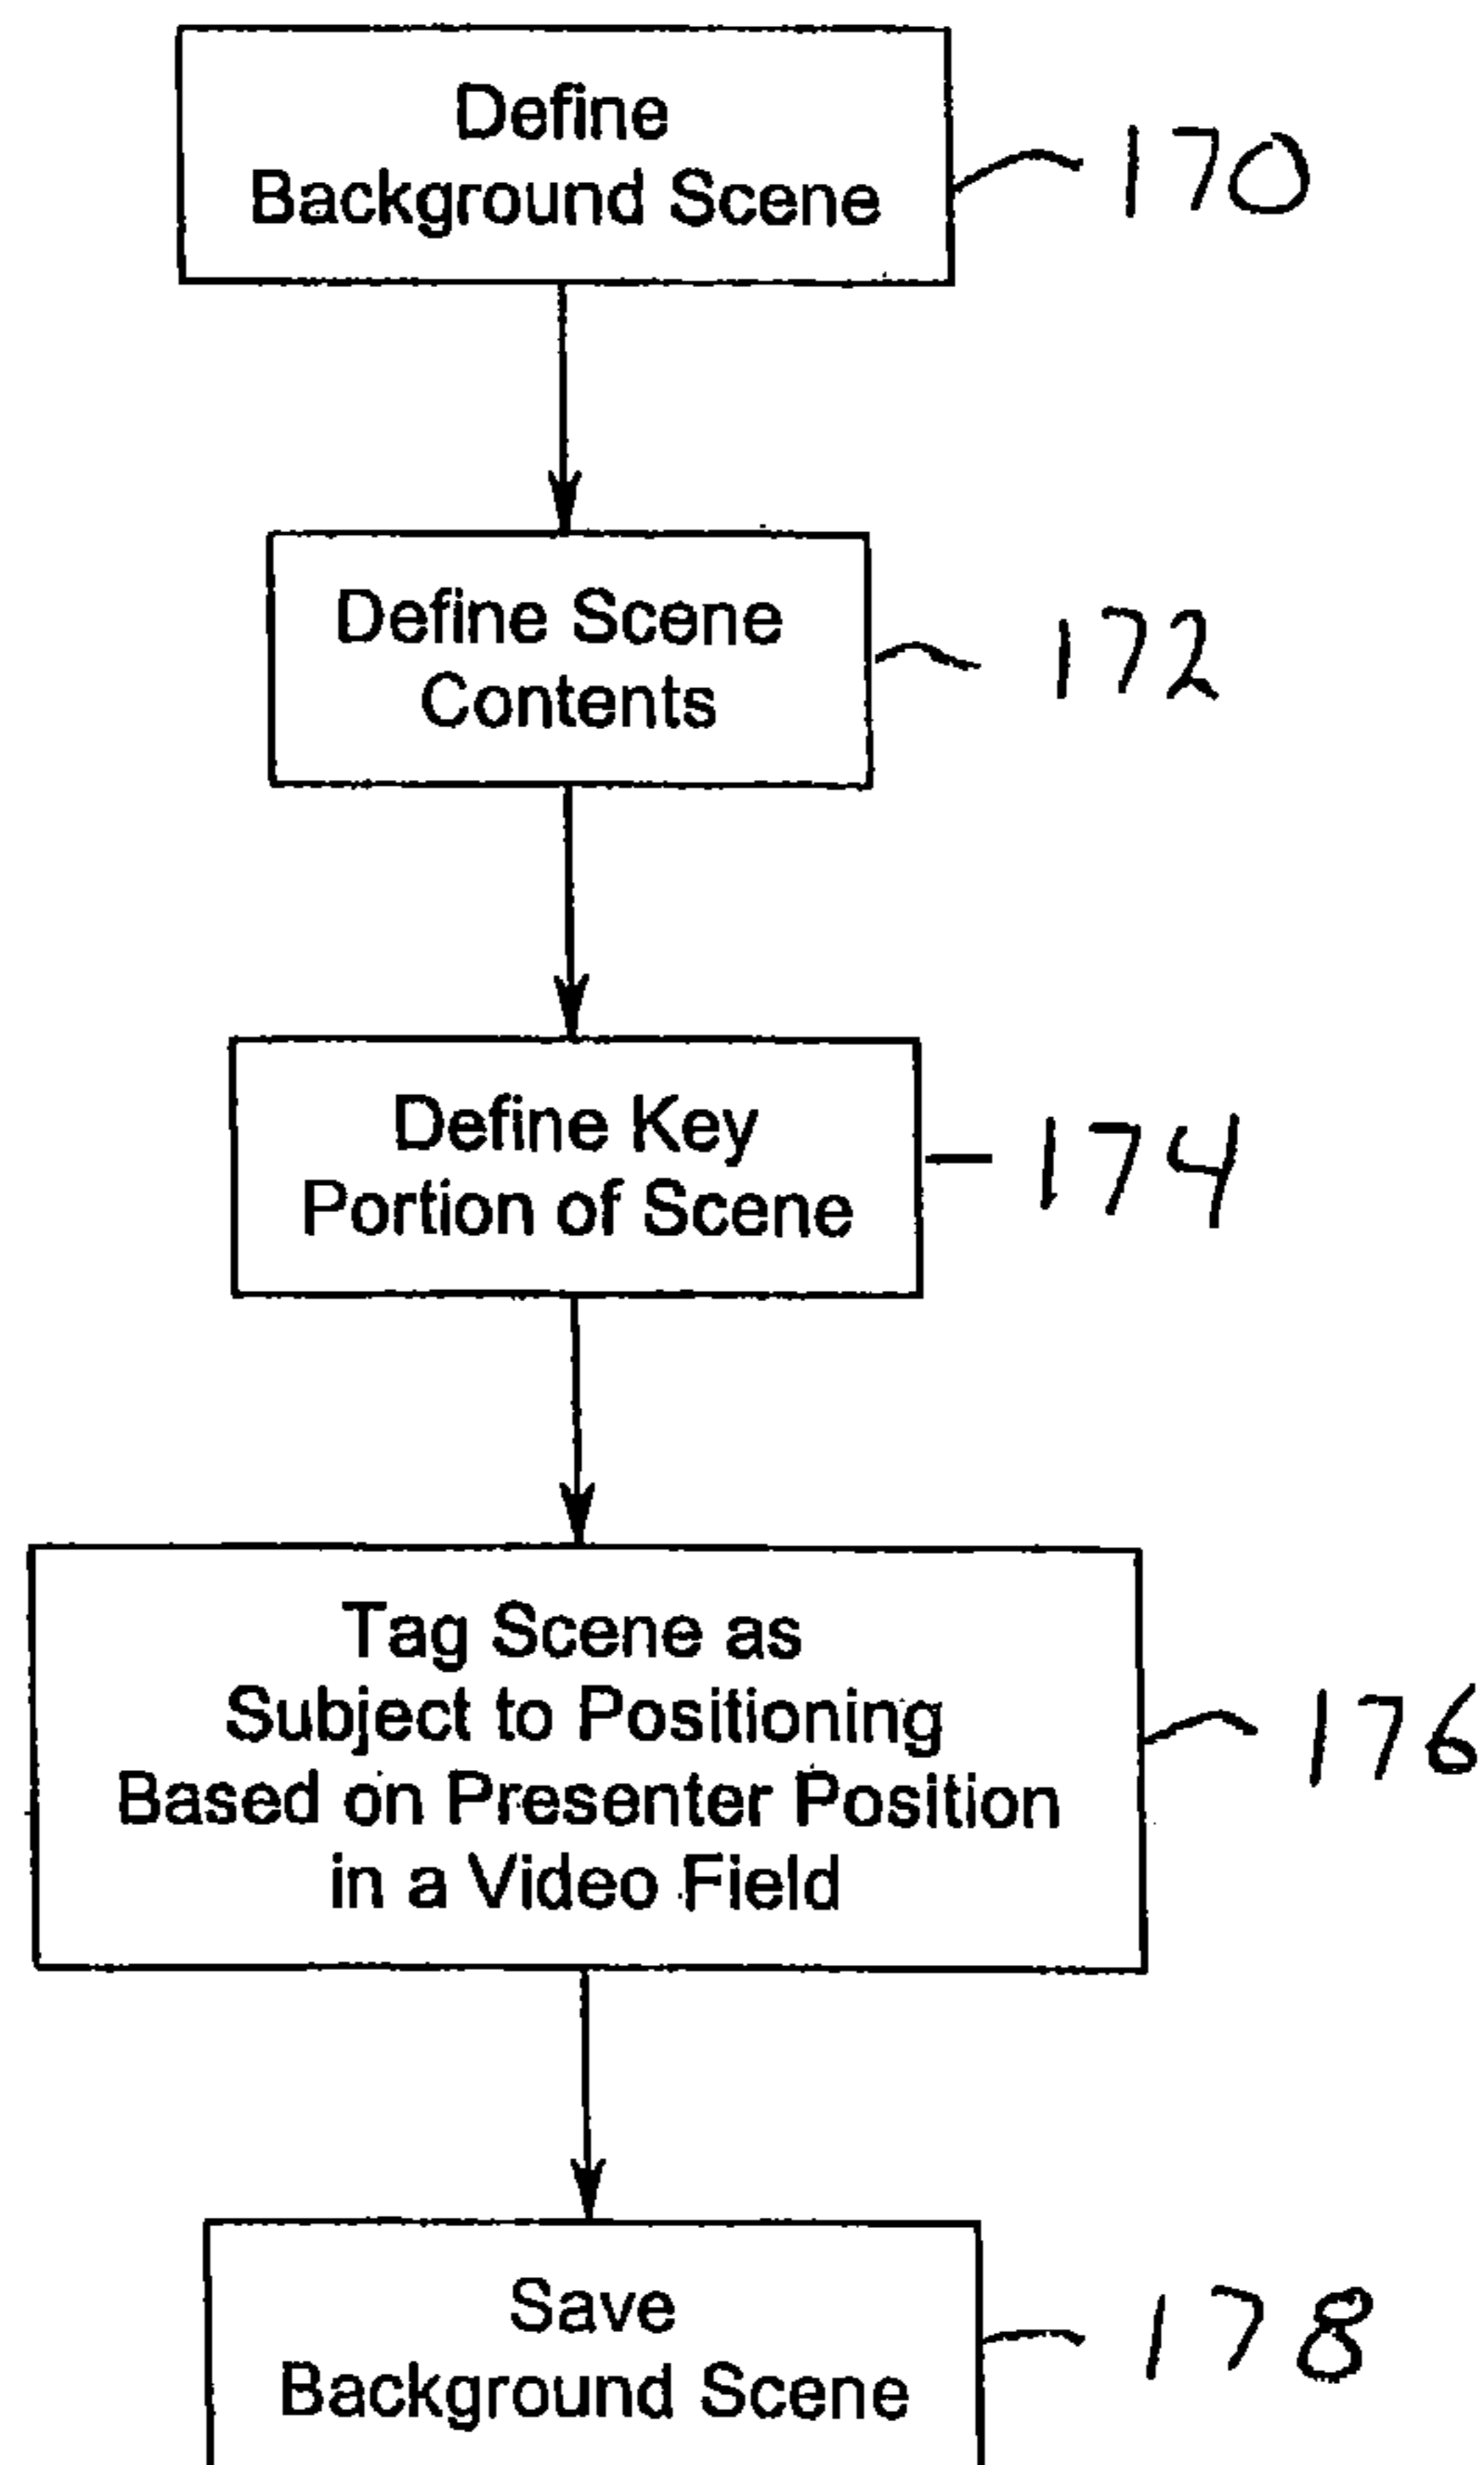 Define
Background Scene
170
Define Scene
Contents
172
Define Key
Portion of Scene
174
Tag Scene as
Subject to Positioning
Based on Presenter Position
in a Video Field
176
Save
Background Scene
178